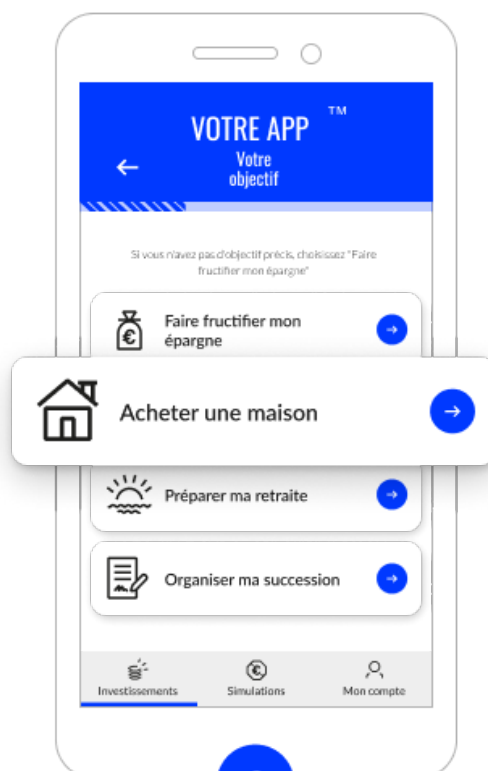 VOTRE APP ™
Votre
objectif
Si vous n'avez pas d'objectif précis, choisissez "Faire
fructifier mon épargne"
Faire fructifier mon
épargne
Acheter une maison
Préparer ma retraite
Organiser ma succession
Investissements
Simulations
Mon compte